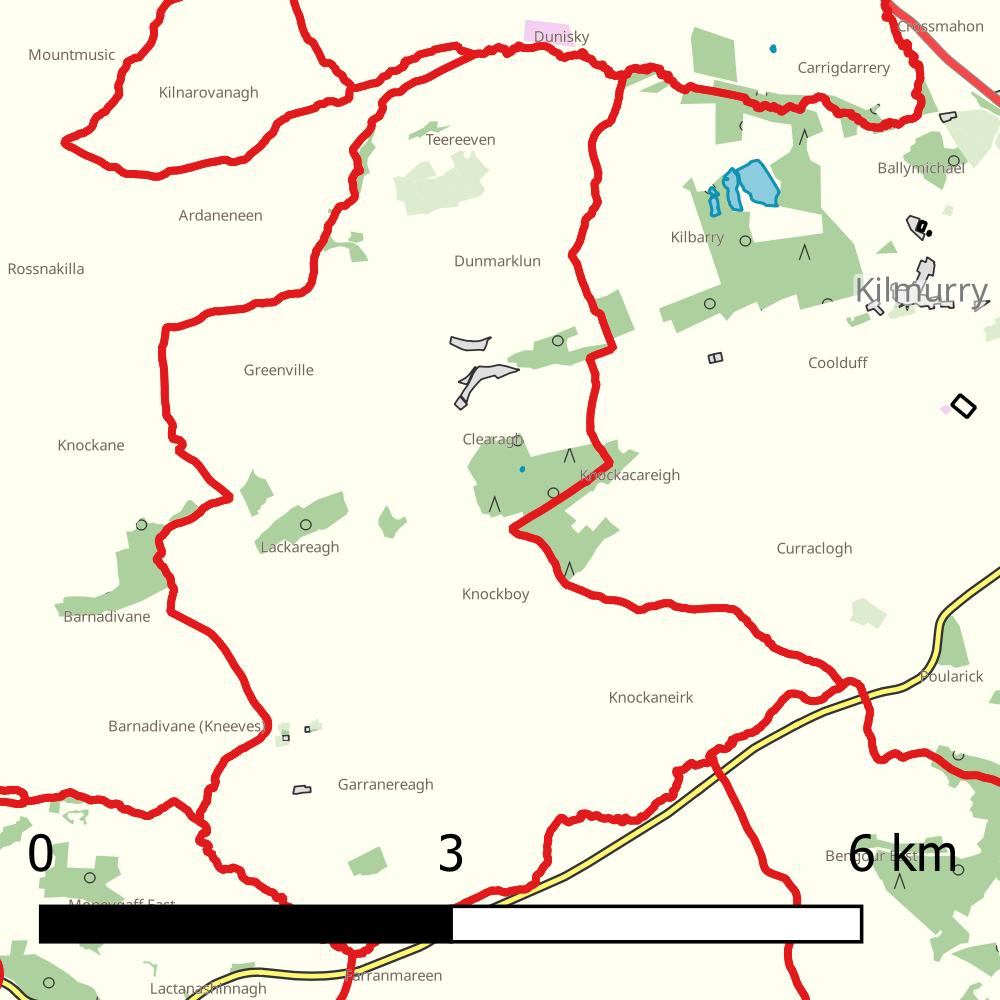 Crossmahon
Dunisky
Mountmusic
Carrigdarrery
Kilnarovanagh
Teereeven
Ballymichael
Ardaneneen
Kilbarry
Dunmarklun
Rossnakilla
Kilmurry
Coolduff
Greenville
Clearagh
Knockane
Knockacareigh
Lackareagh
Curraclogh
Knockboy
Barnadivane
Poularick
Knockaneirk
Barnadivane (Kneeves)
Garranereagh
0 3 6 km
Bengour East
Moneygaff East
Farranmareen
Lactanashinnagh